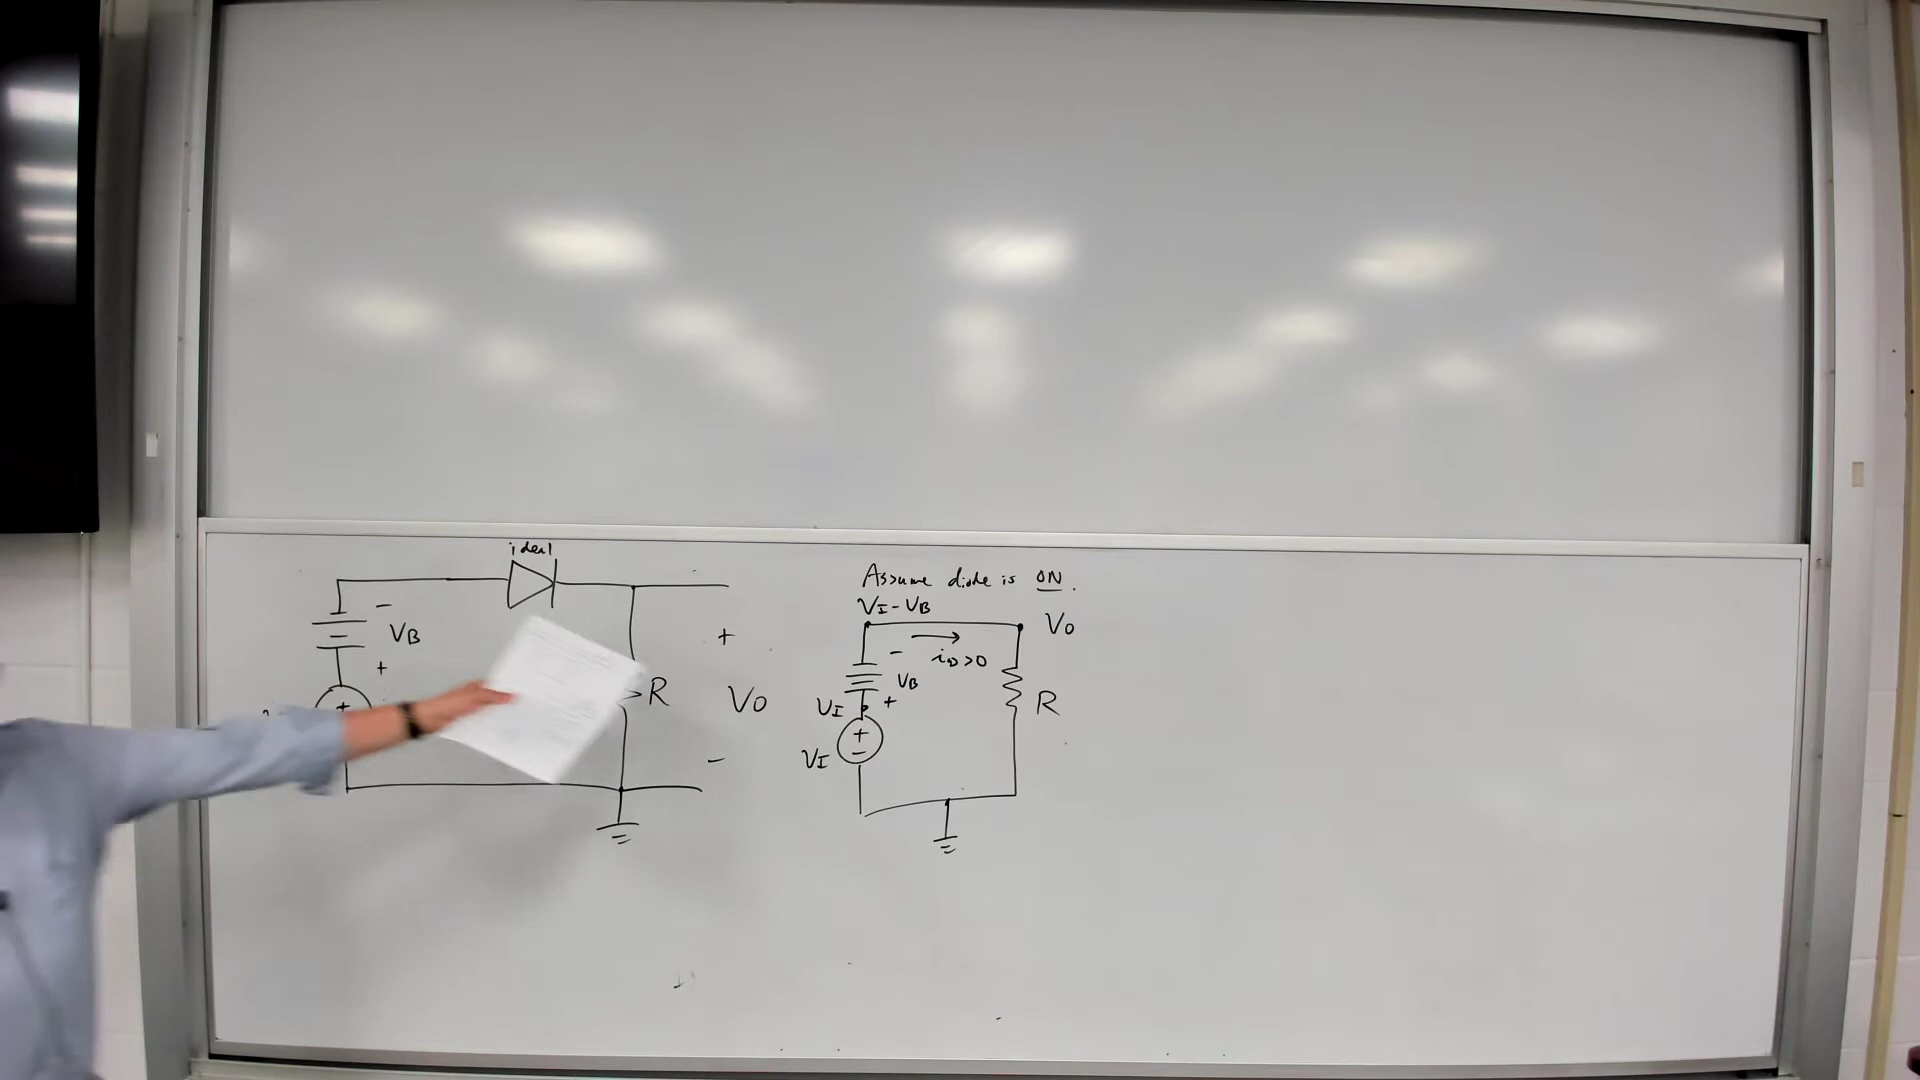 ideal
−
VB
+
+
R
+
Vo
−
Assume diode is ON.
VI-VB
Vo
−
iD>0
VB
VI
+
R
+
−
VI